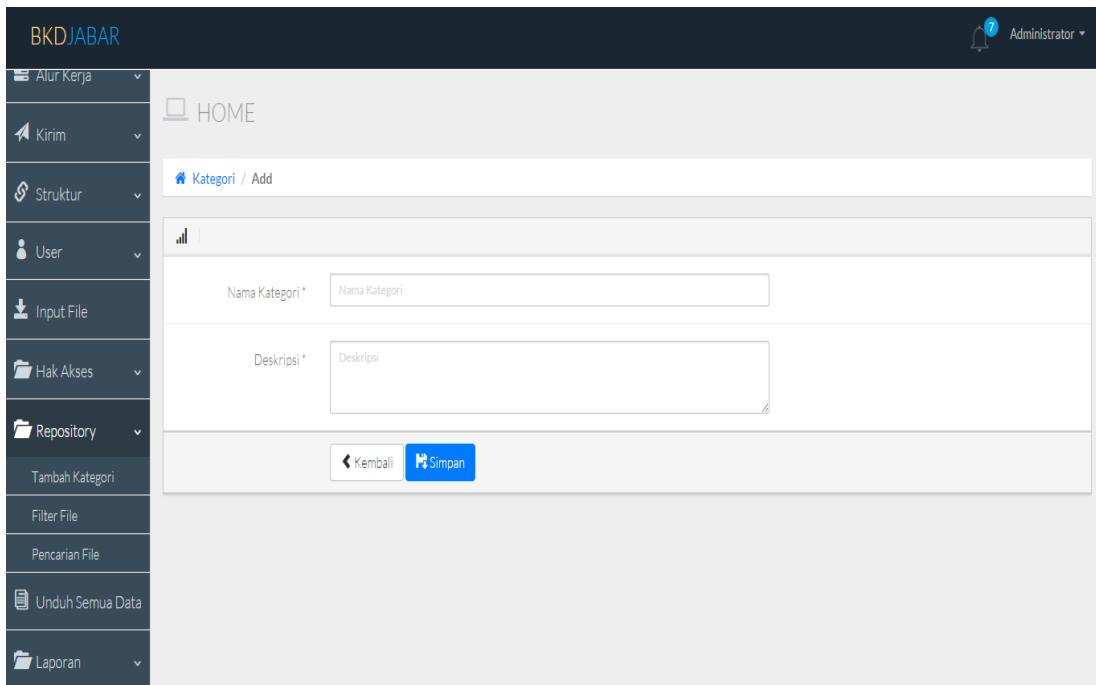 BKDJABAR
7
Administrator
Alur Kerja
Kirim
Struktur
User
Input File
Hak Akses
Repository
Tambah Kategori
Filter File
Pencarian File
Unduh Semua Data
Laporan
HOME
Kategori / Add
Nama Kategori *
Nama Kategori
Deskripsi *
Deskripsi
Kembali
Simpan